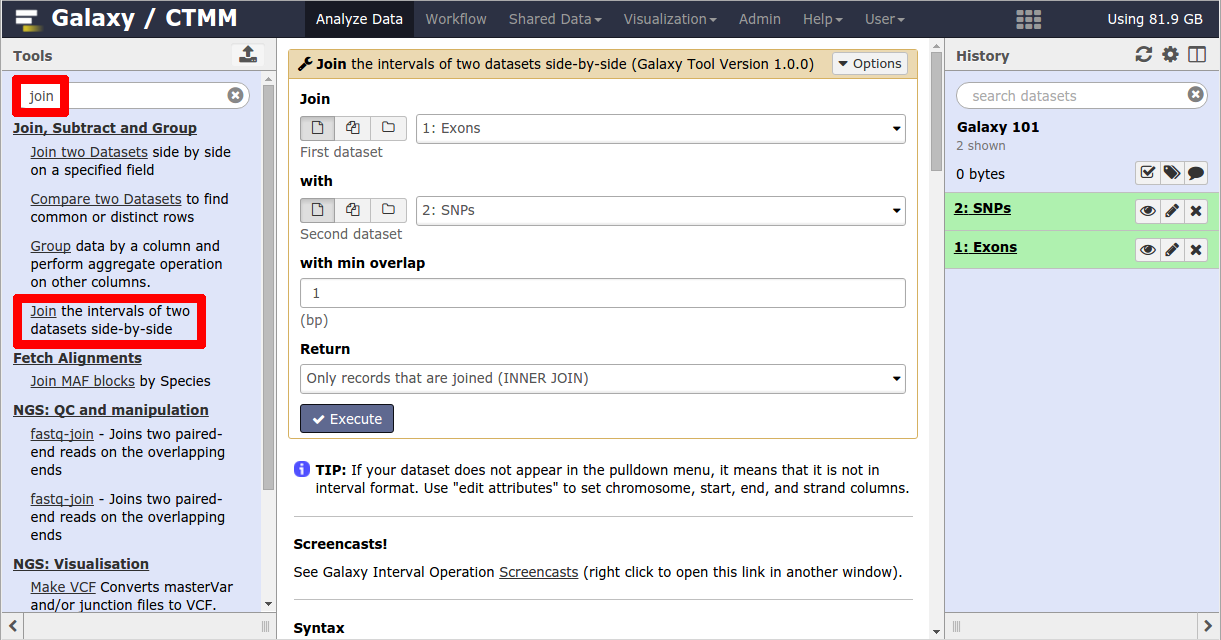 Galaxy / CTMM
Analyze Data
Workflow
Shared Data
Visualization
Admin
Help
User
Using 81.9 GB
Tools
join
Join, Subtract and Group
Join two Datasets side by side
on a specified field
Compare two Datasets to find
common or distinct rows
Group data by a column and
perform aggregate operation
on other columns.
Join the intervals of two
datasets side-by-side
Fetch Alignments
Join MAF blocks by Species
NGS: QC and manipulation
fastq-join - Joins two paired-
end reads on the overlapping
ends
fastq-join - Joins two paired-
end reads on the overlapping
ends
NGS: Visualisation
Make VCF Converts masterVar
and/or junction files to VCF.
Join the intervals of two datasets side-by-side (Galaxy Tool Version 1.0.0)
Options
Join
1: Exons
First dataset
with
2: SNPs
Second dataset
with min overlap
1
(bp)
Return
Only records that are joined (INNER JOIN)
Execute
TIP: If your dataset does not appear in the pulldown menu, it means that it is not in
interval format. Use "edit attributes" to set chromosome, start, end, and strand columns.
Screencasts!
See Galaxy Interval Operation Screencasts (right click to open this link in another window).
Syntax
History
search datasets
Galaxy 101
2 shown
0 bytes
2: SNPs
1: Exons